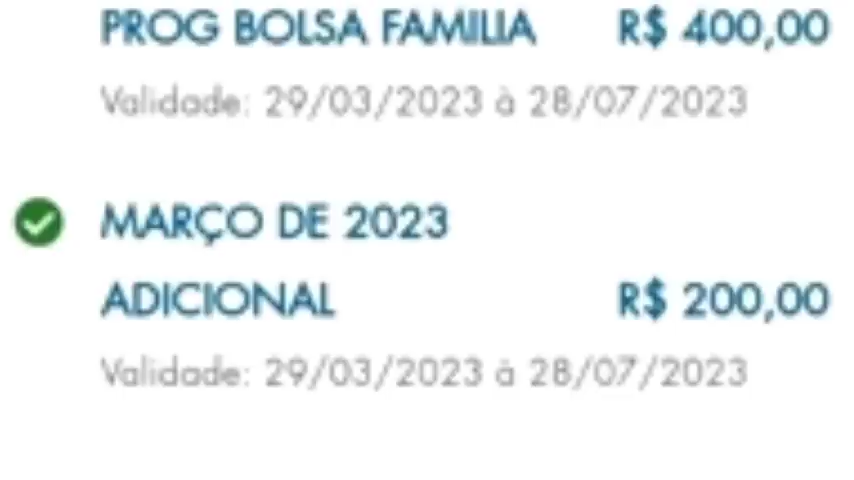 PROG BOLSA FAMILIA R$ 400,00
Validade: 29/03/2023 à 28/07/2023
MARÇO DE 2023
ADICIONAL R$ 200,00
Validade: 29/03/2023 à 28/07/2023